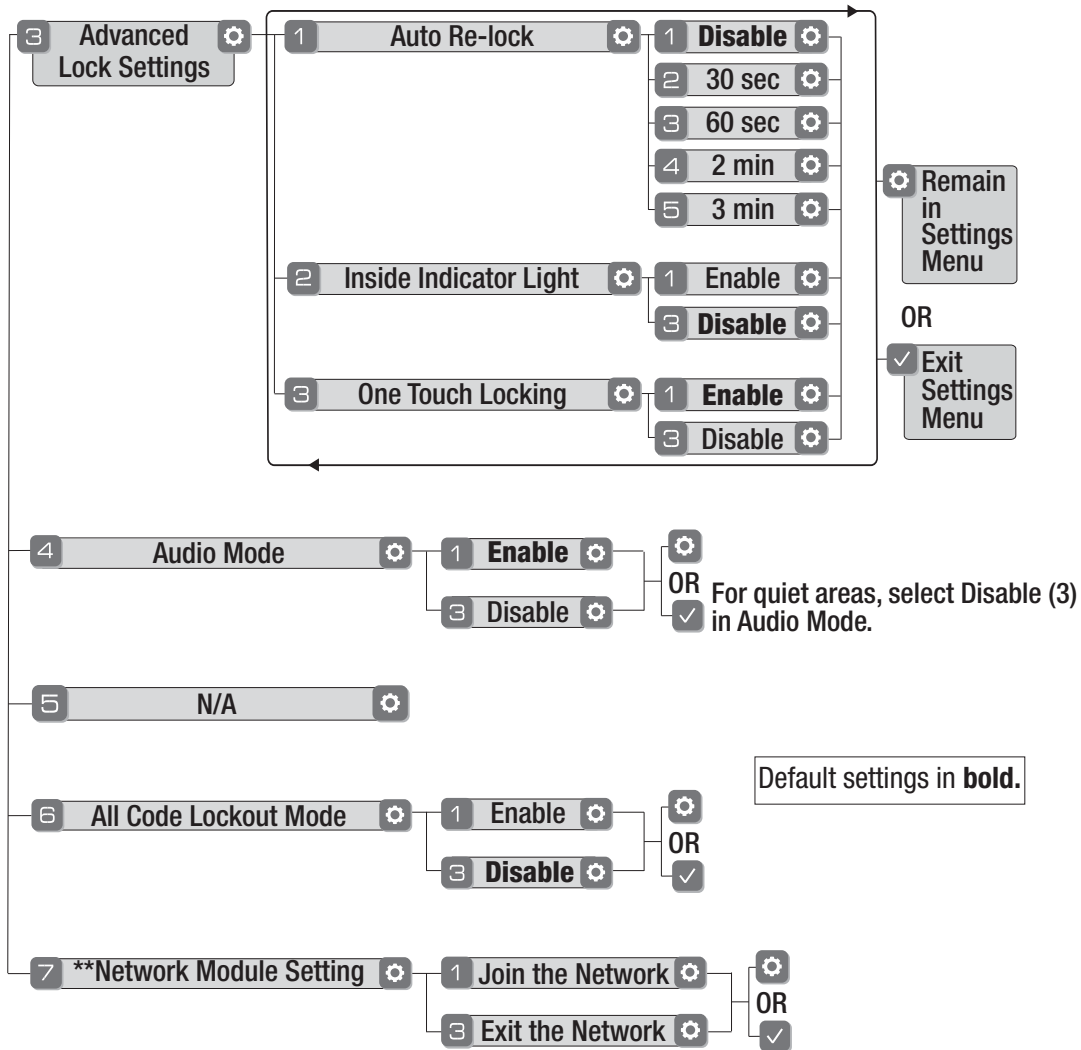 3 Advanced Lock Settings
1 Auto Re-lock
1 Disable
2 30 sec
3 60 sec
4 2 min
5 3 min
2 Inside Indicator Light
1 Enable
3 Disable
3 One Touch Locking
1 Enable
3 Disable
Remain
in
Settings
Menu
OR
Exit
Settings
Menu
4 Audio Mode
1 Enable
3 Disable
OR
For quiet areas, select Disable (3)
in Audio Mode.
5 N/A
Default settings in bold.
6 All Code Lockout Mode
1 Enable
3 Disable
OR
7 **Network Module Setting
1 Join the Network
3 Exit the Network
OR